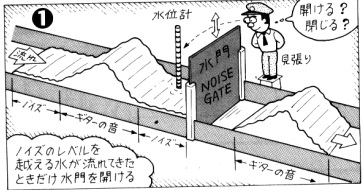 ❶
水位計
開ける？
閉じる？
流れ
水門
NOISE
GATE
見張り
ノイズ
ギターの音
ノイズ
ギターの音
ノイズのレベルを
越える水が流れてきた
ときだけ水門を開ける